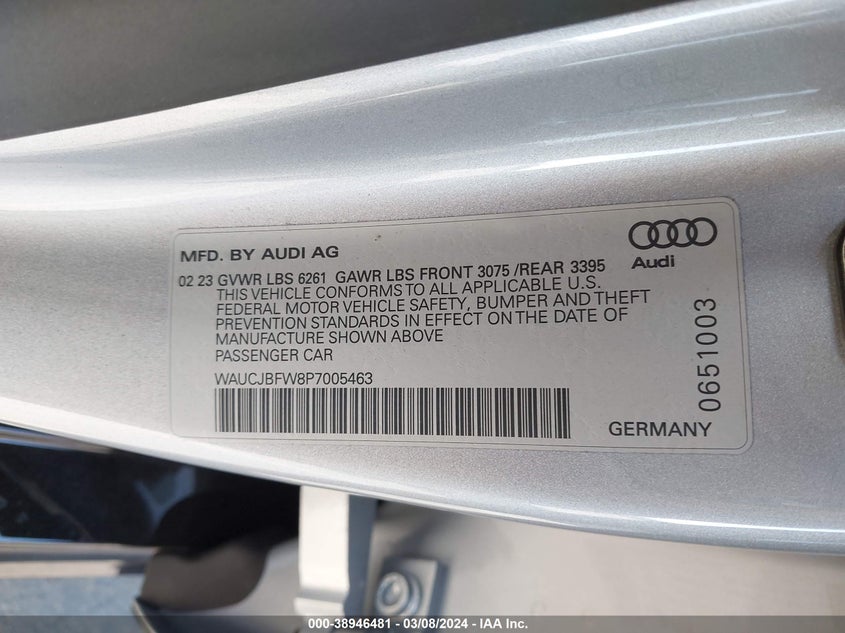 MFD. BY AUDI AG
Audi
02 23 GVWR LBS 6261 GAWR LBS FRONT 3075 /REAR 3395
THIS VEHICLE CONFORMS TO ALL APPLICABLE U.S.
FEDERAL MOTOR VEHICLE SAFETY, BUMPER AND THEFT
PREVENTION STANDARDS IN EFFECT ON THE DATE OF
MANUFACTURE SHOWN ABOVE
PASSENGER CAR
WAUCJBFW8P7005463
GERMANY
0651003
000-38946481 - 03/08/2024 - IAA Inc.